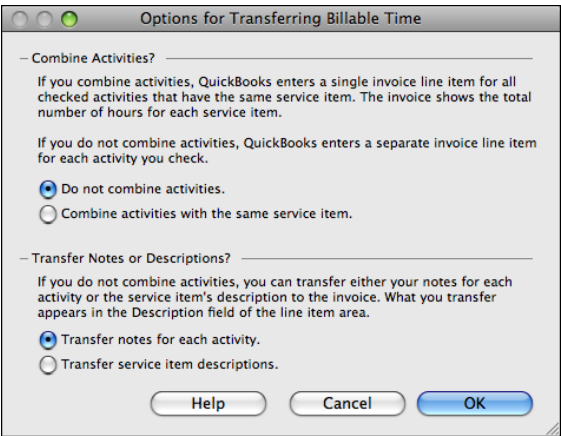 Options for Transferring Billable Time
Combine Activities?
If you combine activities, QuickBooks enters a single invoice line item for all
checked activities that have the same service item. The invoice shows the total
number of hours for each service item.
If you do not combine activities, QuickBooks enters a separate invoice line item
for each activity you check.
Do not combine activities.
Combine activities with the same service item.
Transfer Notes or Descriptions?
If you do not combine activities, you can transfer either your notes for each
activity or the service item's description to the invoice. What you transfer
appears in the Description field of the line item area.
Transfer notes for each activity.
Transfer service item descriptions.
Help Cancel OK